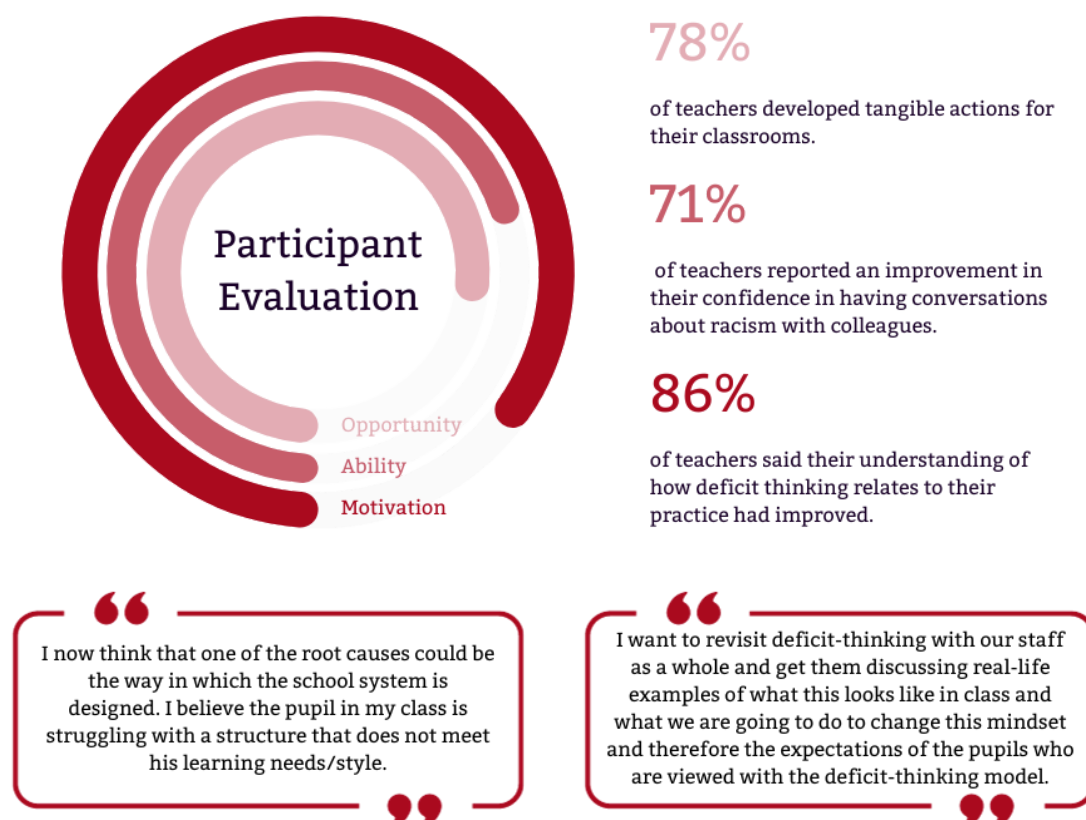 Participant
Evaluation
Opportunity
Ability
Motivation
78%
of teachers developed tangible actions for
their classrooms.
71%
of teachers reported an improvement in
their confidence in having conversations
about racism with colleagues.
86%
of teachers said their understanding of
how deficit thinking relates to their
practice had improved.
“
I now think that one of the root causes could be
the way in which the school system is
designed. I believe the pupil in my class is
struggling with a structure that does not meet
his learning needs/style.
”
“
I want to revisit deficit-thinking with our staff
as a whole and get them discussing real-life
examples of what this looks like in class and
what we are going to do to change this mindset
and therefore the expectations of the pupils who
are viewed with the deficit-thinking model.
”